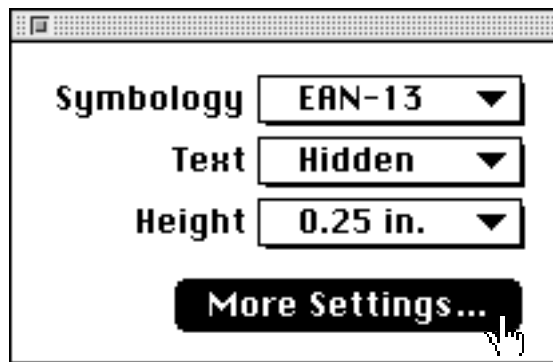 Symbology EAN-13
Text Hidden
Height 0.25 in.
More Settings...